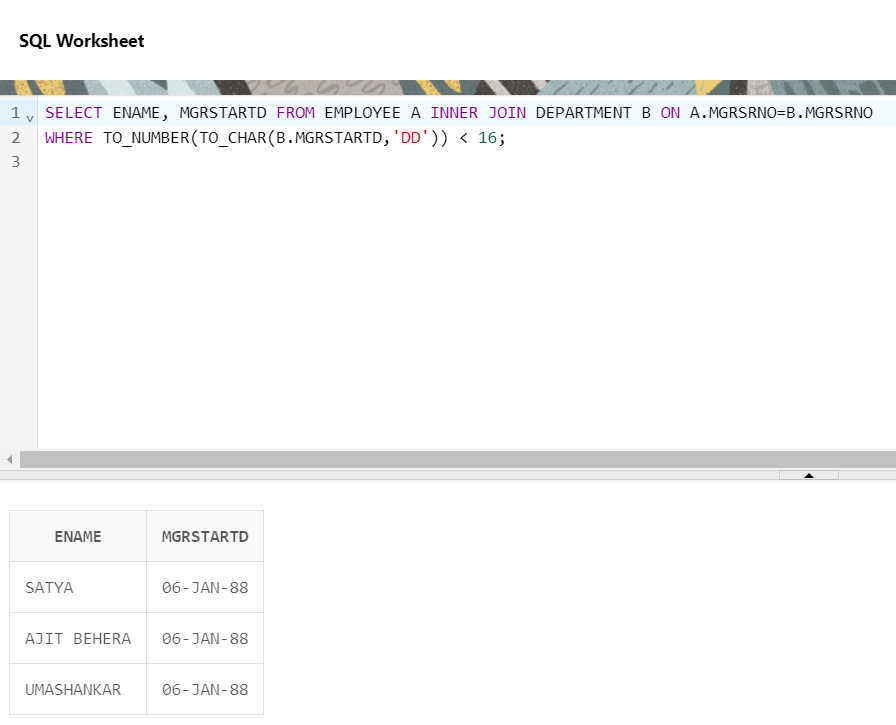 SQL Worksheet
1 SELECT ENAME, MGRSTARTD FROM EMPLOYEE A INNER JOIN DEPARTMENT B ON A.MGRSRNO=B.MGRSRNO
2 WHERE TO_NUMBER(TO_CHAR(B.MGRSTARTD,'DD')) < 16;
3
ENAME MGRSTARTD
SATYA 06-JAN-88
AJIT BEHERA 06-JAN-88
UMASHANKAR 06-JAN-88